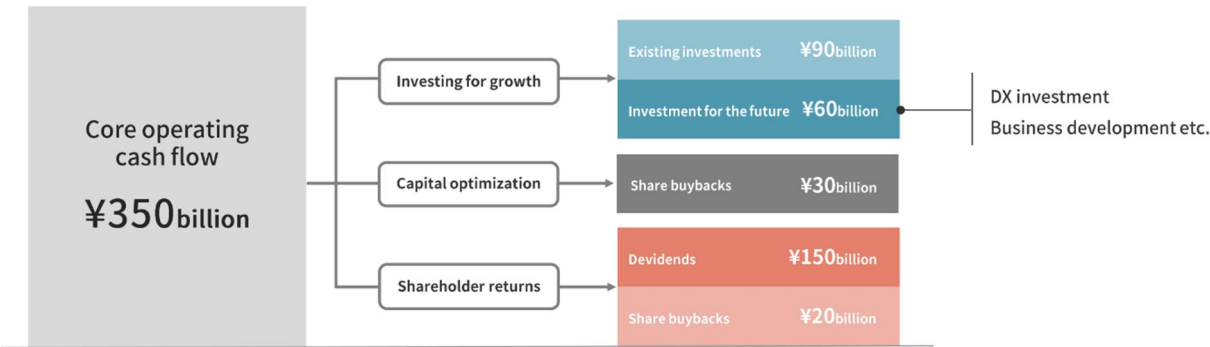 Core operating
cash flow
¥350billion
Investing for growth
Existing investments ¥90billion
Investment for the future ¥60billion
DX investment
Business development etc.
Capital optimization
Share buybacks ¥30billion
Shareholder returns
Devidends ¥150billion
Share buybacks ¥20billion